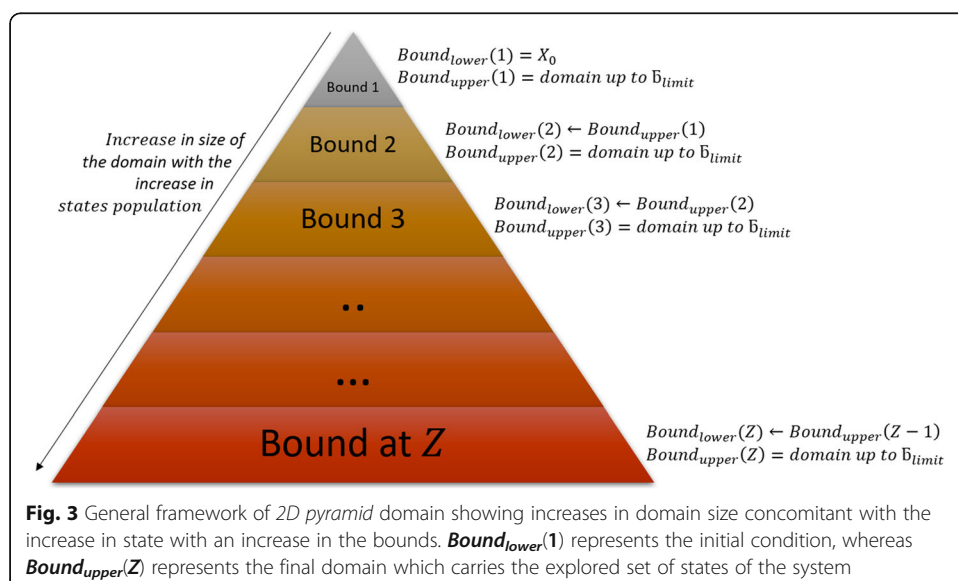 Bound 1
Bound_lower(1) = X_0
Bound_upper(1) = domain up to Ƃ_limit
Increase in size of
the domain with the
increase in
states population
Bound 2
Bound_lower(2) ← Bound_upper(1)
Bound_upper(2) = domain up to Ƃ_limit
Bound 3
Bound_lower(3) ← Bound_upper(2)
Bound_upper(3) = domain up to Ƃ_limit
..
...
Bound at Z
Bound_lower(Z) ← Bound_upper(Z − 1)
Bound_upper(Z) = domain up to Ƃ_limit
Fig. 3 General framework of 2D pyramid domain showing increases in domain size concomitant with the
increase in state with an increase in the bounds. Bound_lower(1) represents the initial condition, whereas
Bound_upper(Z) represents the final domain which carries the explored set of states of the system